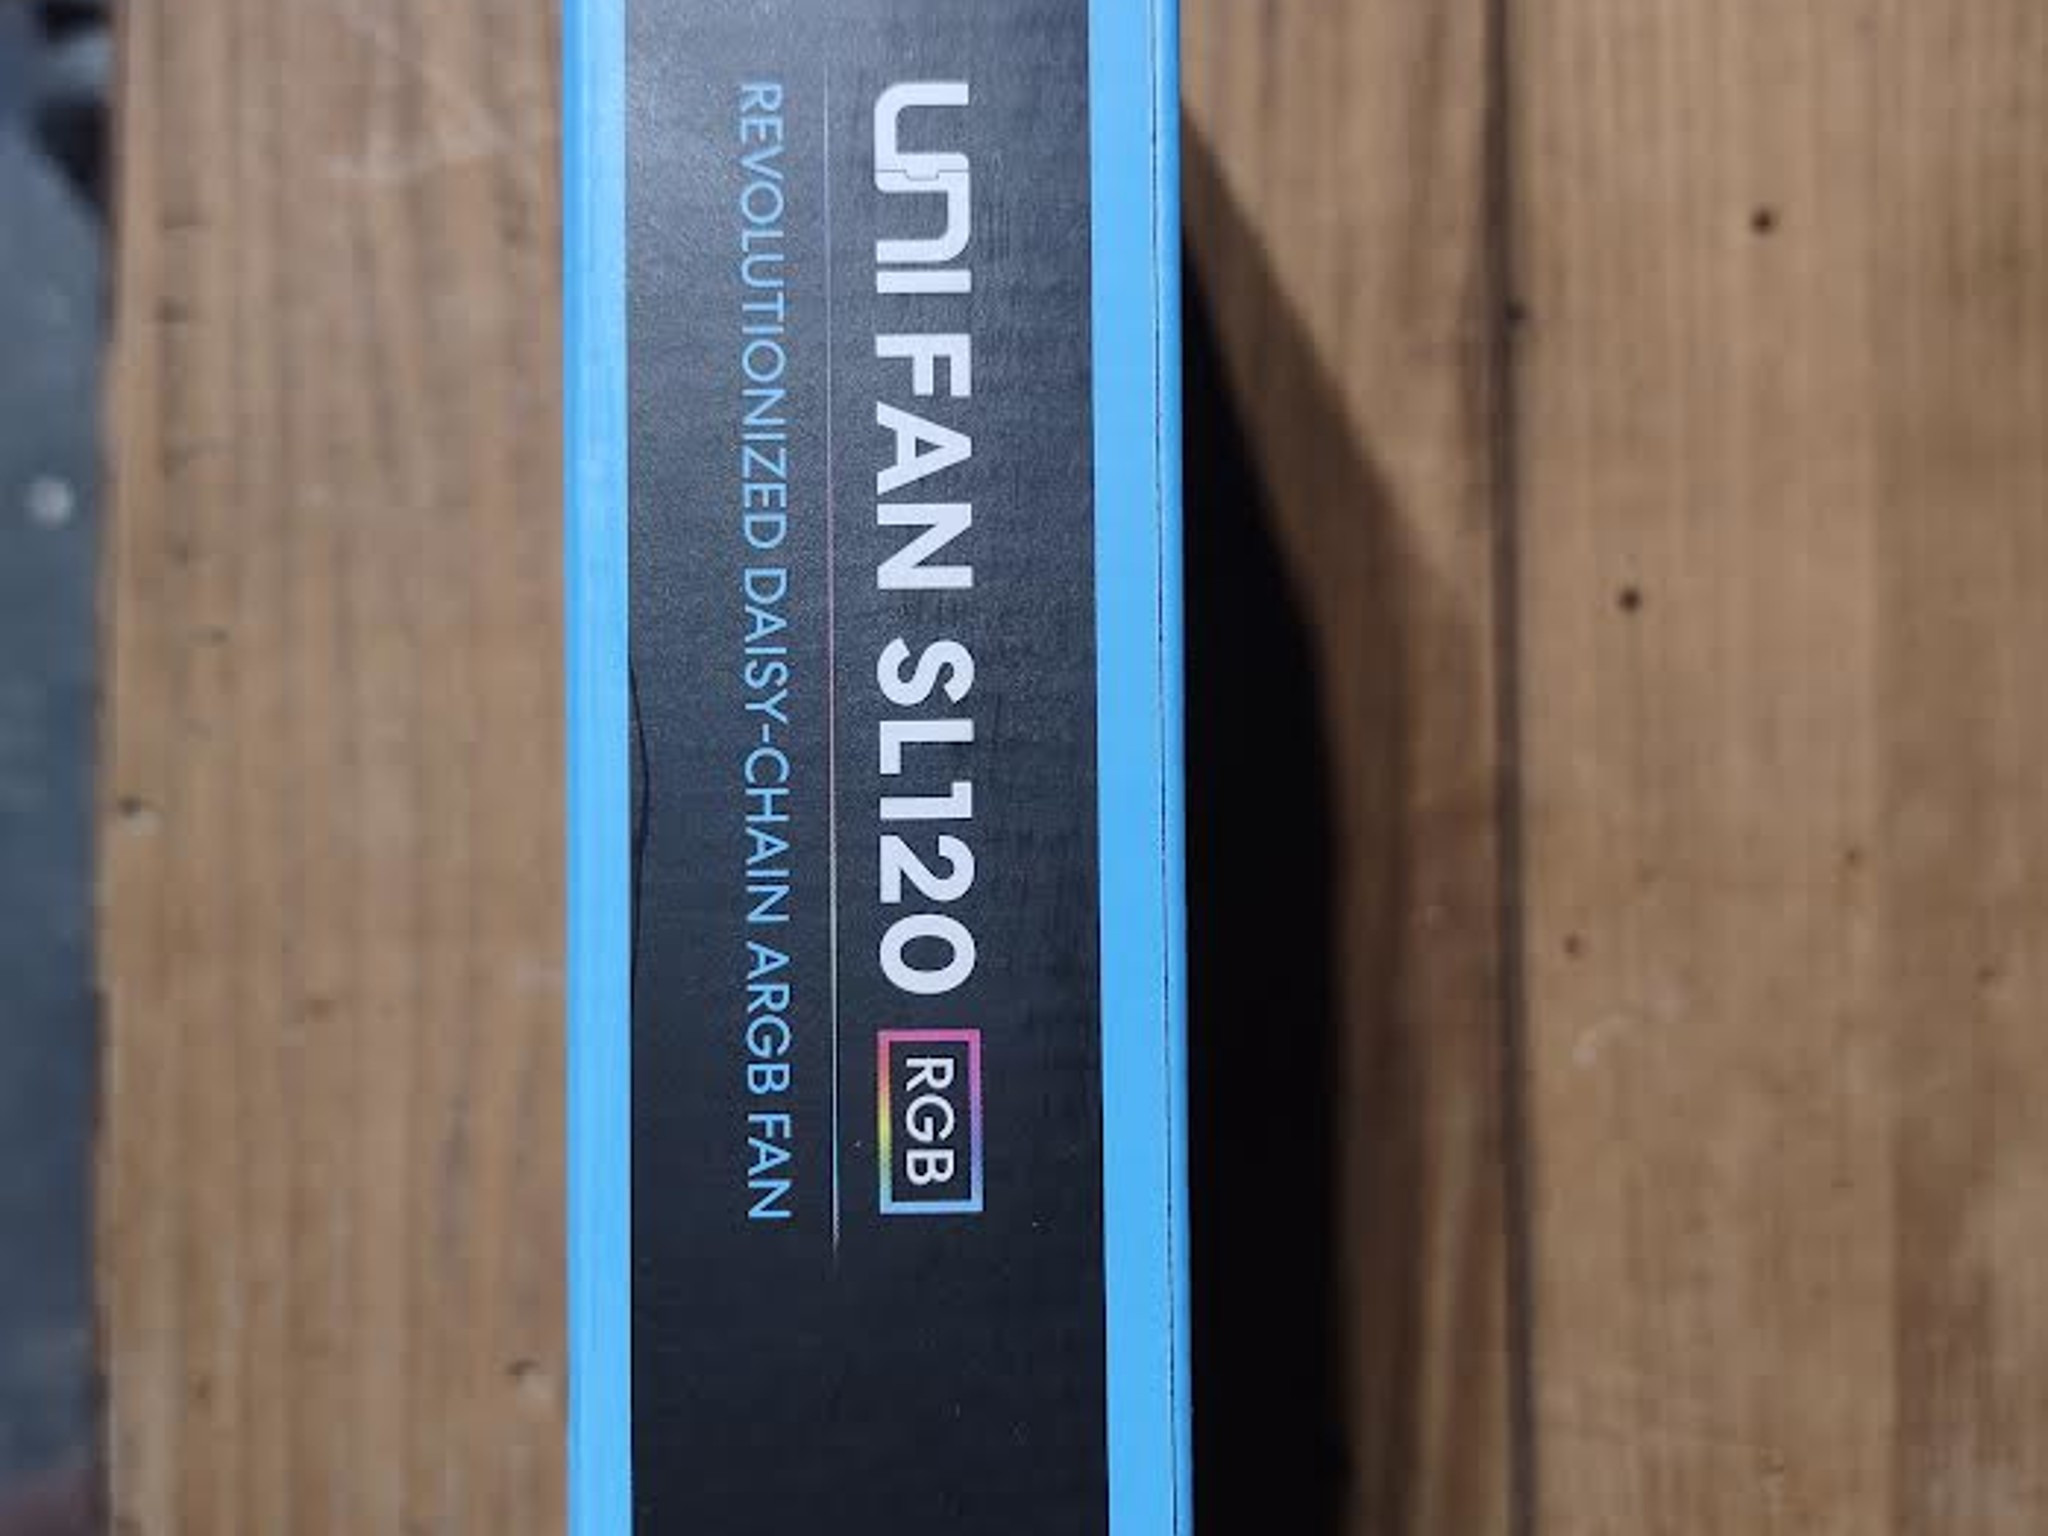 UNI FAN SL120 RGB
REVOLUTIONIZED DAISY-CHAIN ARGB FAN